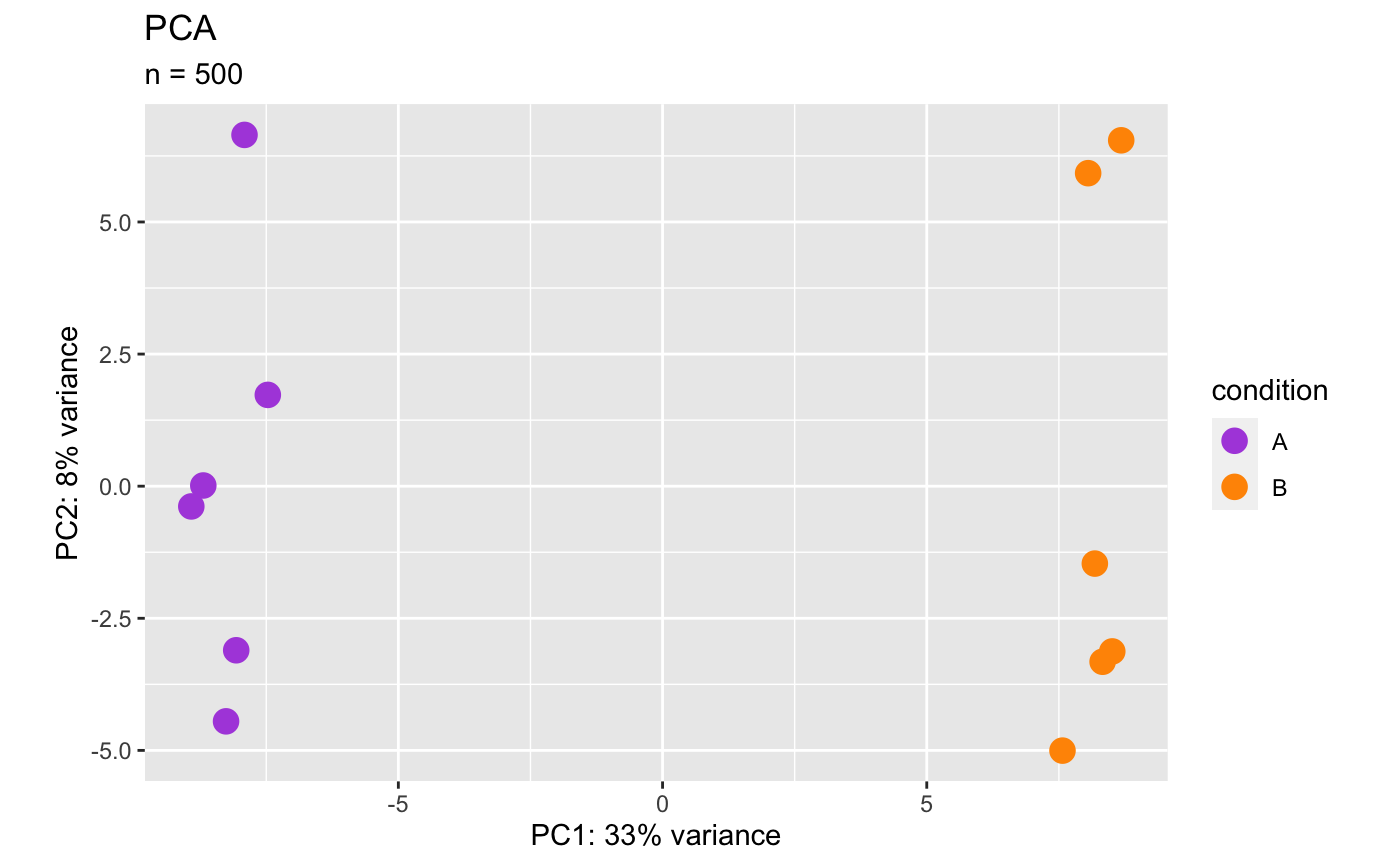 PCA
n = 500
PC2: 8% variance
5.0
2.5
0.0
-2.5
-5.0
-5
0
5
PC1: 33% variance
condition
A
B